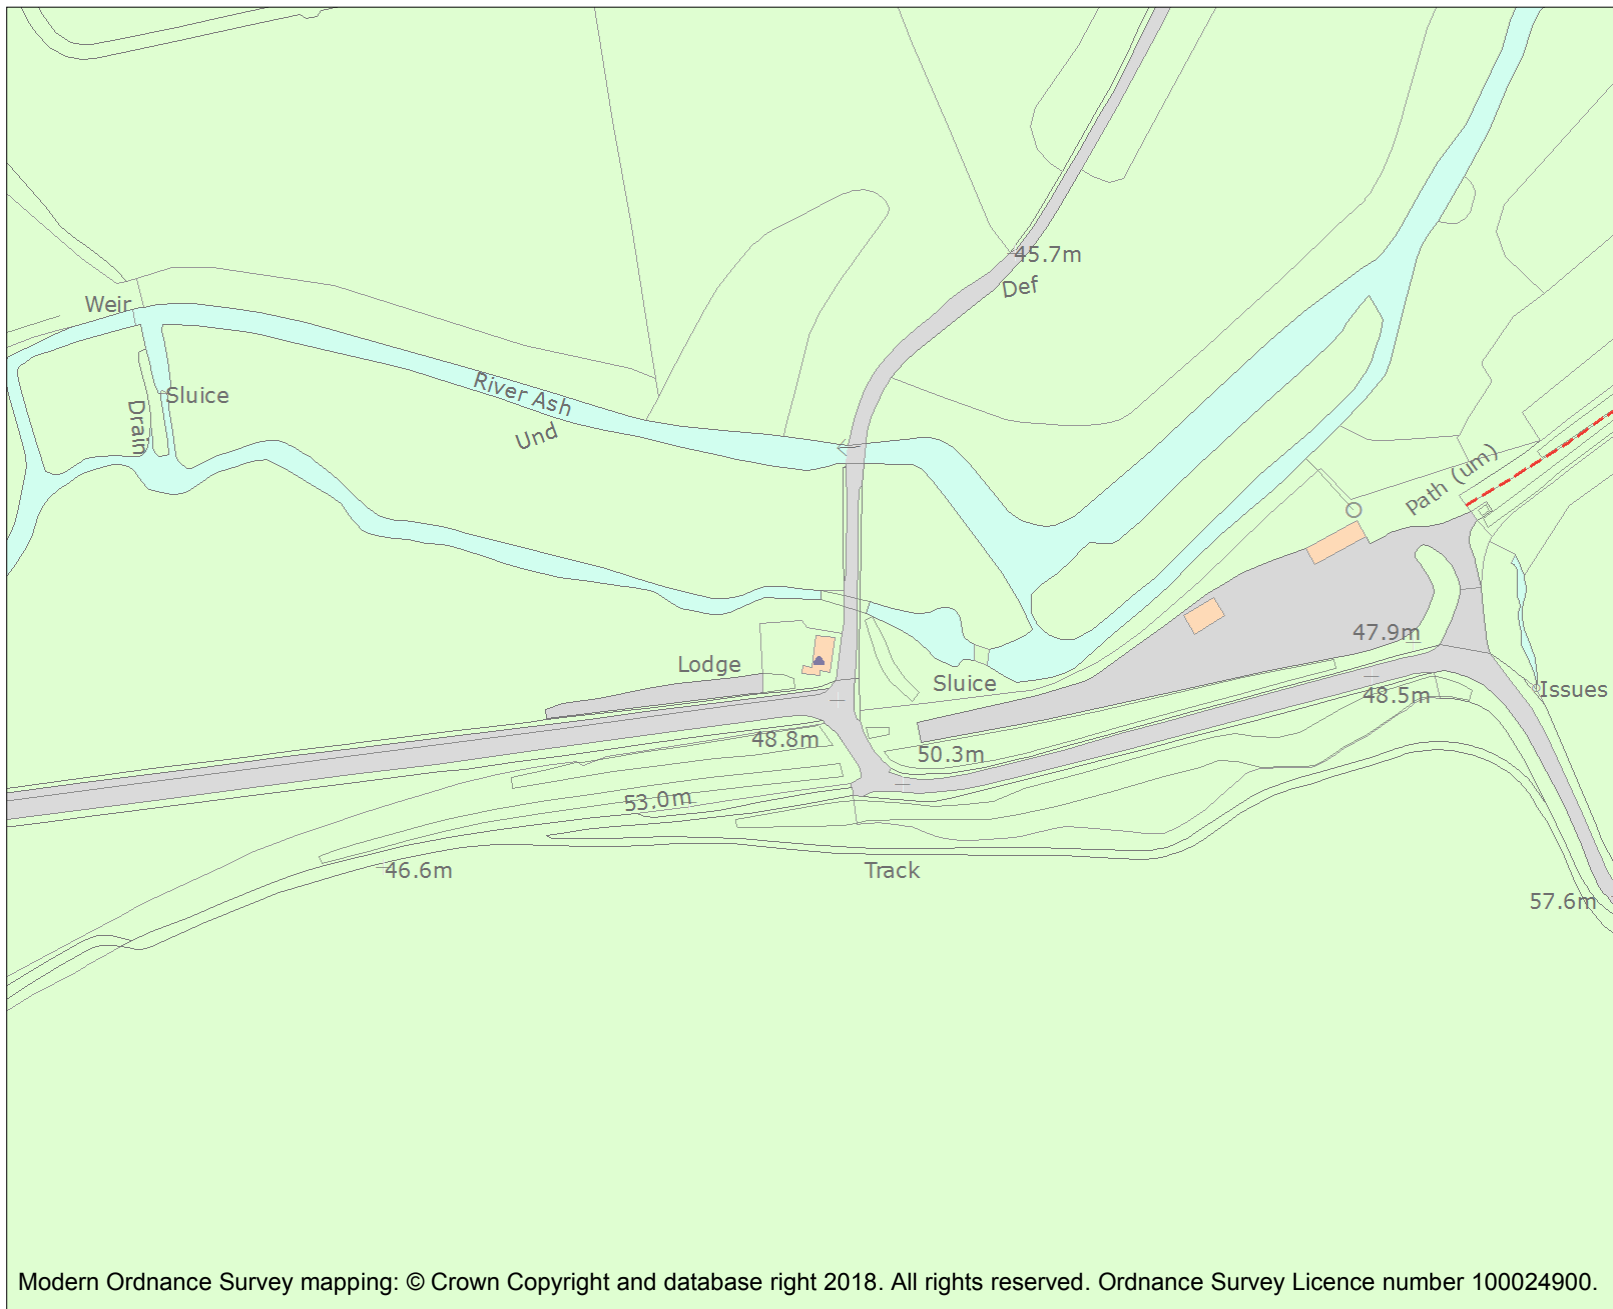 45.7m
Def
Weir
River Ash
Sluice
Drain
Und
Path (um)
47.9m
Lodge
Sluice
48.5m
Issues
48.8m
50.3m
53.0m
46.6m
Track
57.6m
Modern Ordnance Survey mapping: © Crown Copyright and database right 2018. All rights reserved. Ordnance Survey Licence number 100024900.